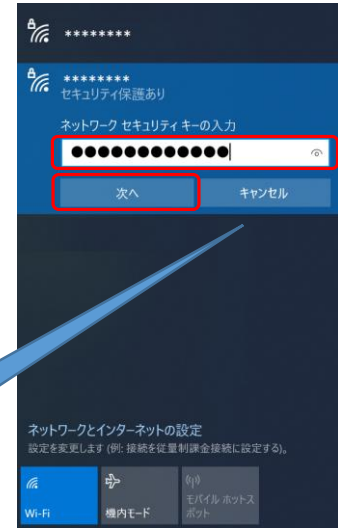 ********
********
セキュリティ保護あり
ネットワーク セキュリティ キーの入力
●●●●●●●●●●●●
次へ
キャンセル
ネットワークとインターネットの設定
設定を変更します (例: 接続を従量制課金接続に設定する)。
Wi-Fi
機内モード
モバイル ホットス
ポット